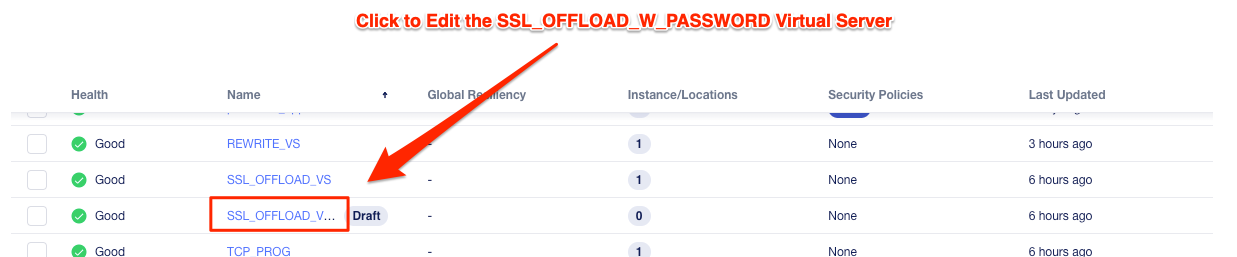 Click to Edit the SSL_OFFLOAD_W_PASSWORD Virtual Server
Health Name Global Resiliency Instance/Locations Security Policies Last Updated
Good REWRITE_VS - 1 None 3 hours ago
Good SSL_OFFLOAD_VS - 1 None 6 hours ago
Good SSL_OFFLOAD_V... Draft - 0 None 6 hours ago
Good TCP_PROG - 1 None 6 hours ago